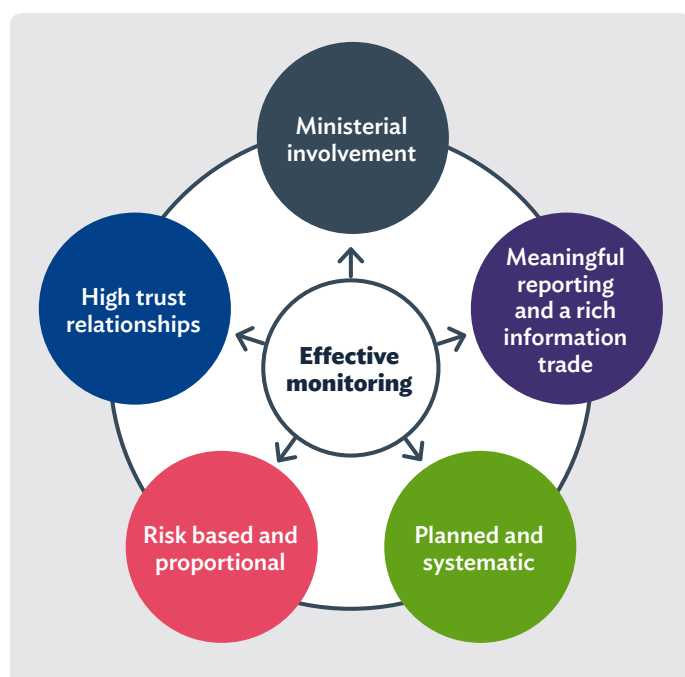 Ministerial
involvement
High trust
relationships
Meaningful
reporting
and a rich
information
trade
Effective
monitoring
Risk based and
proportional
Planned and
systematic